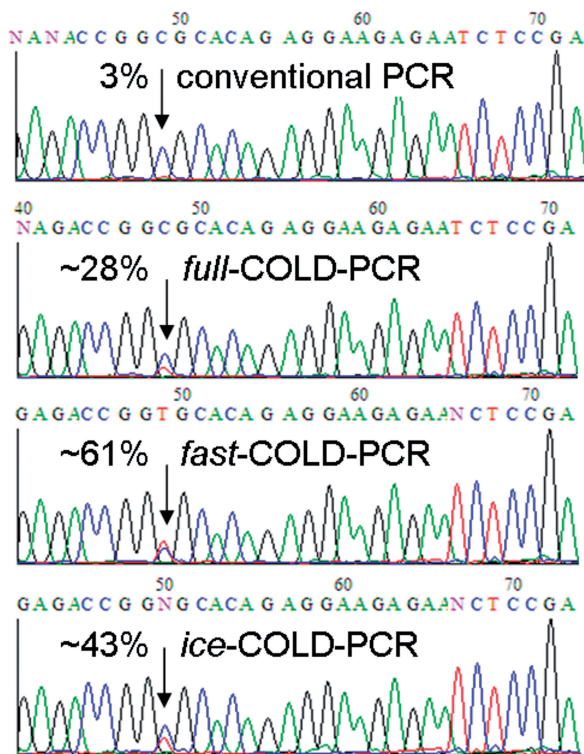 50 60 70
NANACCGGCGCACAGAGGAAGAGAATCTCCGA
3% conventional PCR
40 50 60 70
NAGACCGGCGCACAGAGGAAGAGAATCTCCGA
~28% full-COLD-PCR
50 60 70
GAGACCGGTGCACAGAGGAAGAGAANCTCCGA
~61% fast-COLD-PCR
50 60 70
GAGACCGGNGCACAGAGGAAGAGAANCTCCGA
~43% ice-COLD-PCR